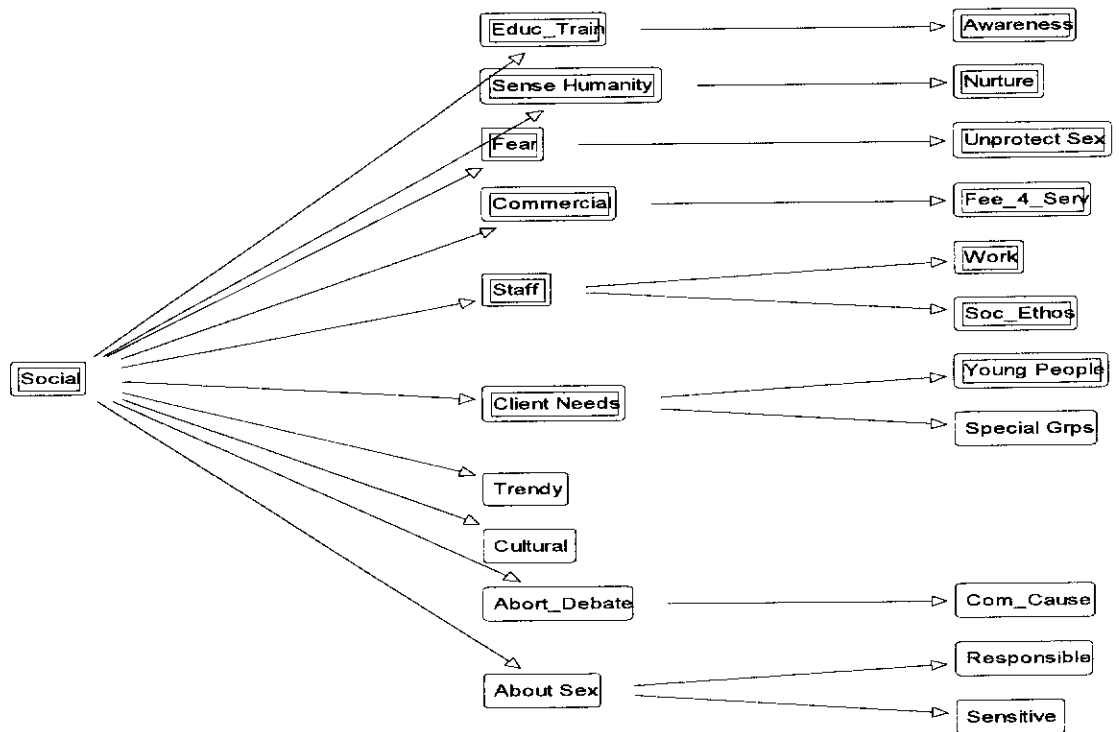 Educ_Train
Awareness
Sense Humanity
Nurture
Fear
Unprotect Sex
Commercial
Fee_4_Serv
Work
Staff
Soc_Ethos
Social
Young People
Client Needs
Special Grps
Trendy
Cultural
Abort_Debate
Com_Cause
Responsible
About Sex
Sensitive